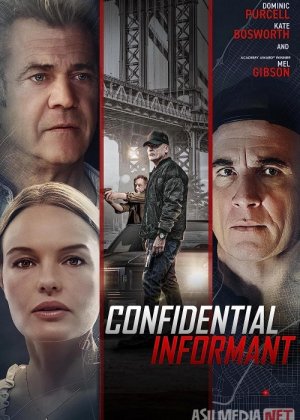 DOMINIC
PURCELL
KATE
BOSWORTH
AND
ACADEMY AWARD WINNER
MEL
GIBSON
CONFIDENTIAL
INFORMANT
ASILMEDIA.NET